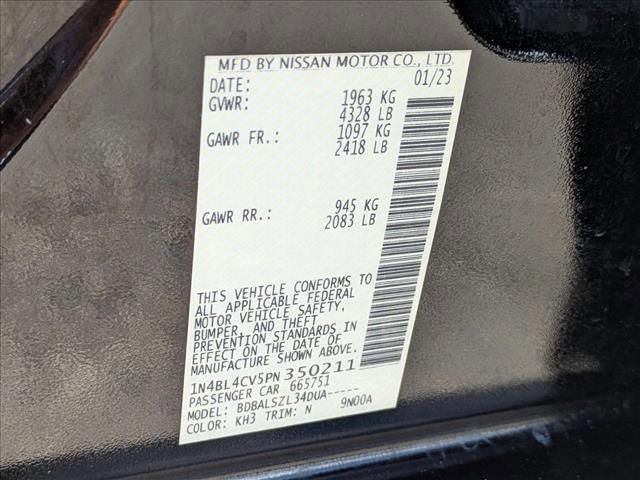 MFD BY NISSAN MOTOR CO., LTD.
DATE: 01/23
GVWR: 1963 KG
4328 LB
GAWR FR.: 1097 KG
2418 LB
GAWR RR.: 945 KG
2083 LB
THIS VEHICLE CONFORMS TO
ALL APPLICABLE FEDERAL
MOTOR VEHICLE SAFETY,
BUMPER, AND THEFT
PREVENTION STANDARDS IN
EFFECT ON THE DATE OF
MANUFACTURE SHOWN ABOVE.
1N4BL4CV5PN350211
PASSENGER CAR 665751
MODEL: BDBALSZL34DUA-----
COLOR: KH3 TRIM: N 9N00A